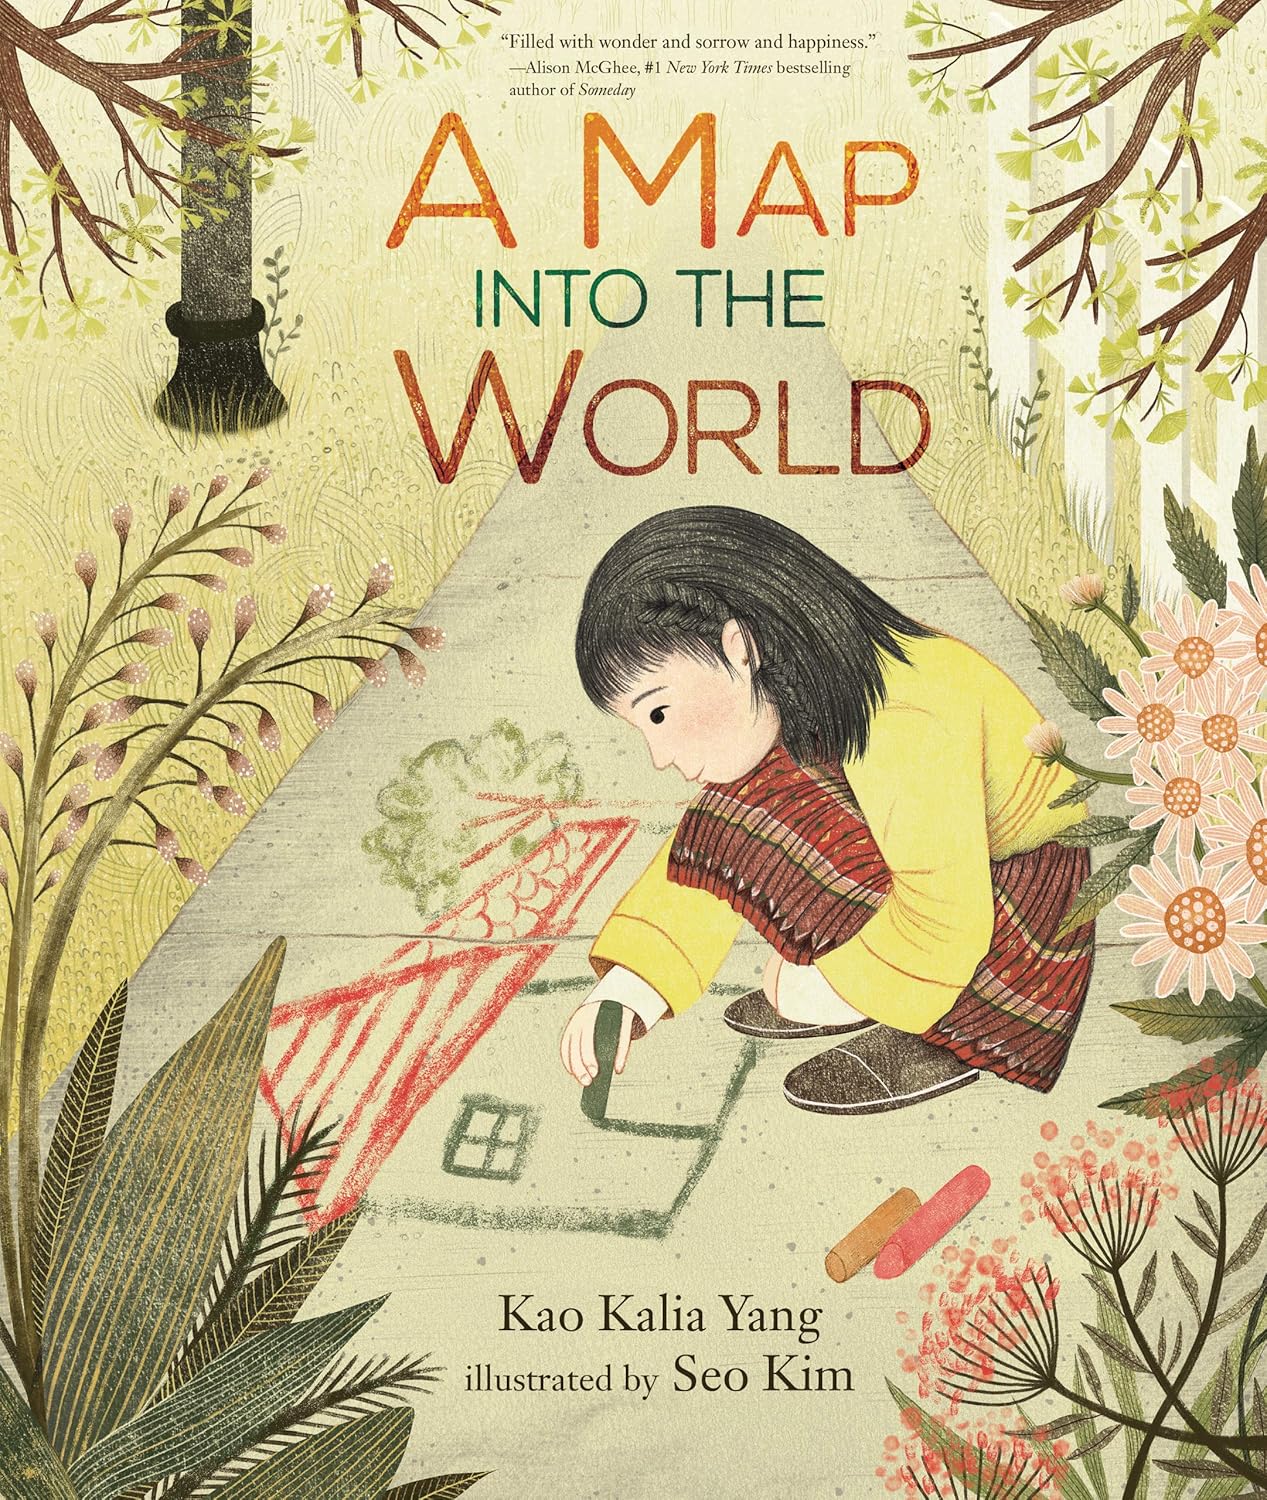 “Filled with wonder and sorrow and happiness.”
—Alison McGhee, #1 New York Times bestselling
author of Someday
A MAP
INTO THE
WORLD
Kao Kalia Yang
illustrated by Seo Kim